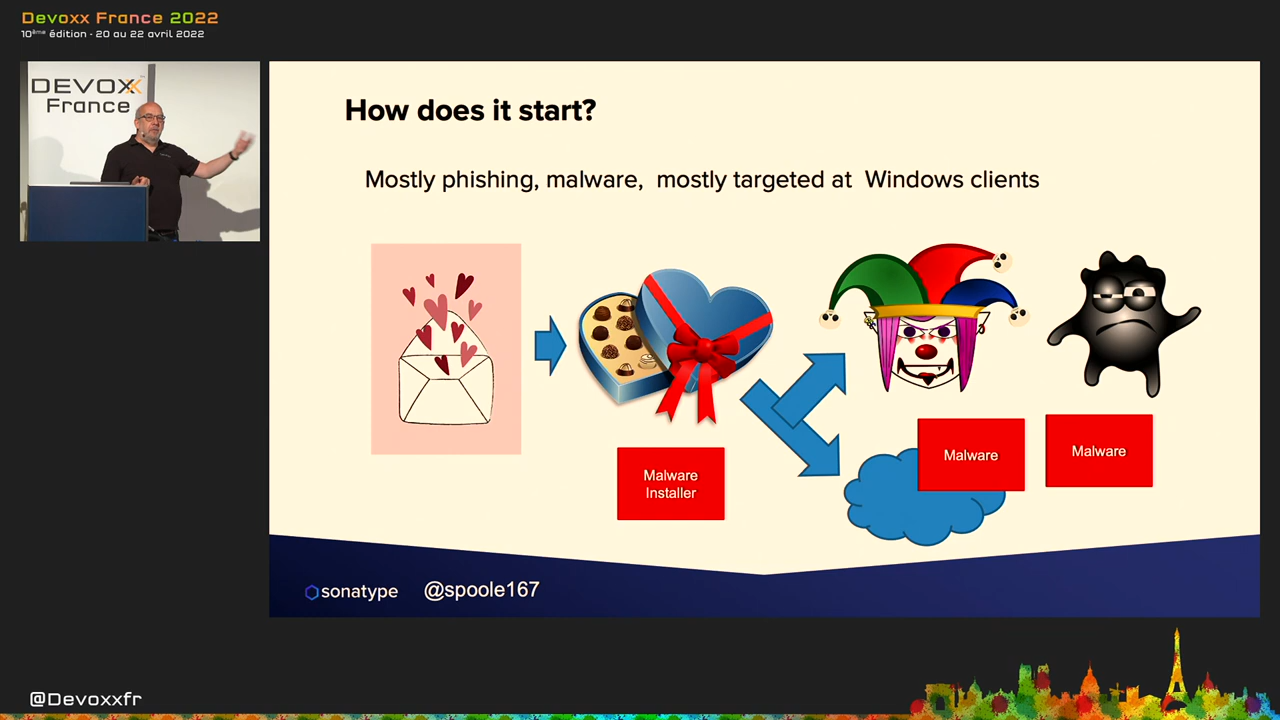 Devoxx France 2022
10ème édition - 20 au 22 avril 2022
DEVOXX
France
How does it start?
Mostly phishing, malware, mostly targeted at Windows clients
Malware
Installer
Malware
Malware
sonatype
@spoole167
@Devoxxfr